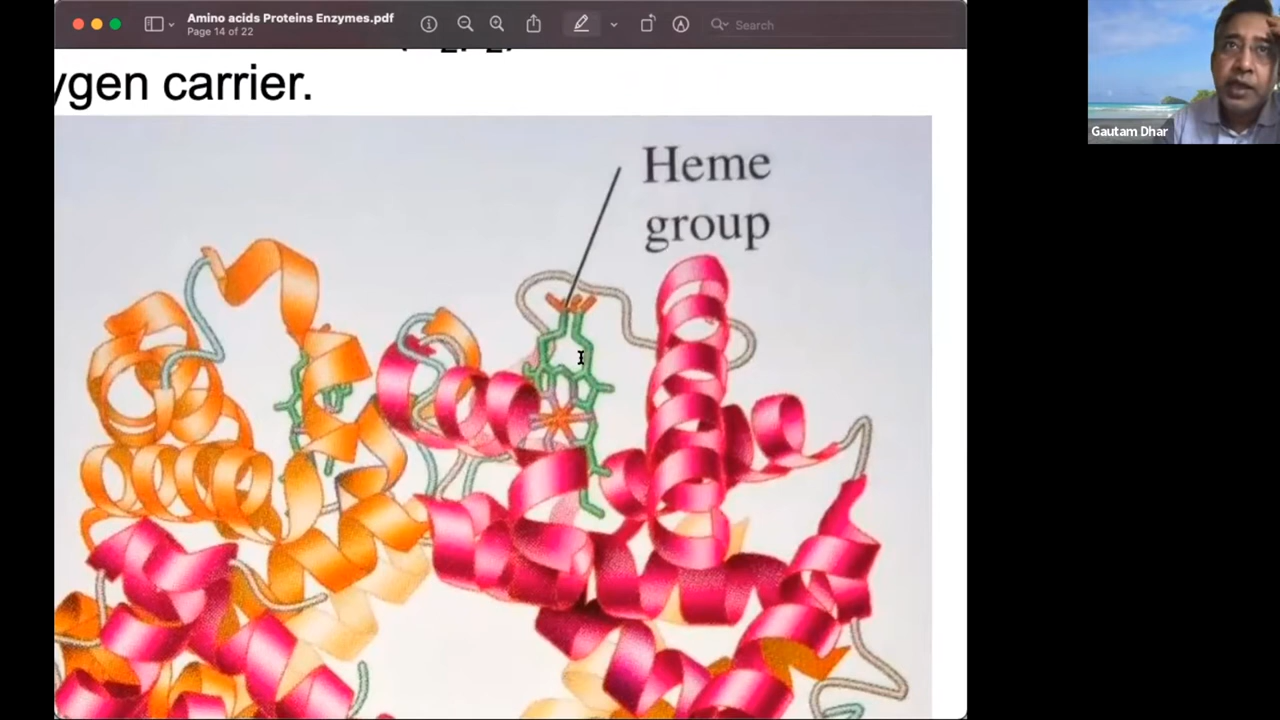 Amino acids Proteins Enzymes.pdf
Page 14 of 22
Search
ygen carrier.
Heme
group
Gautam Dhar